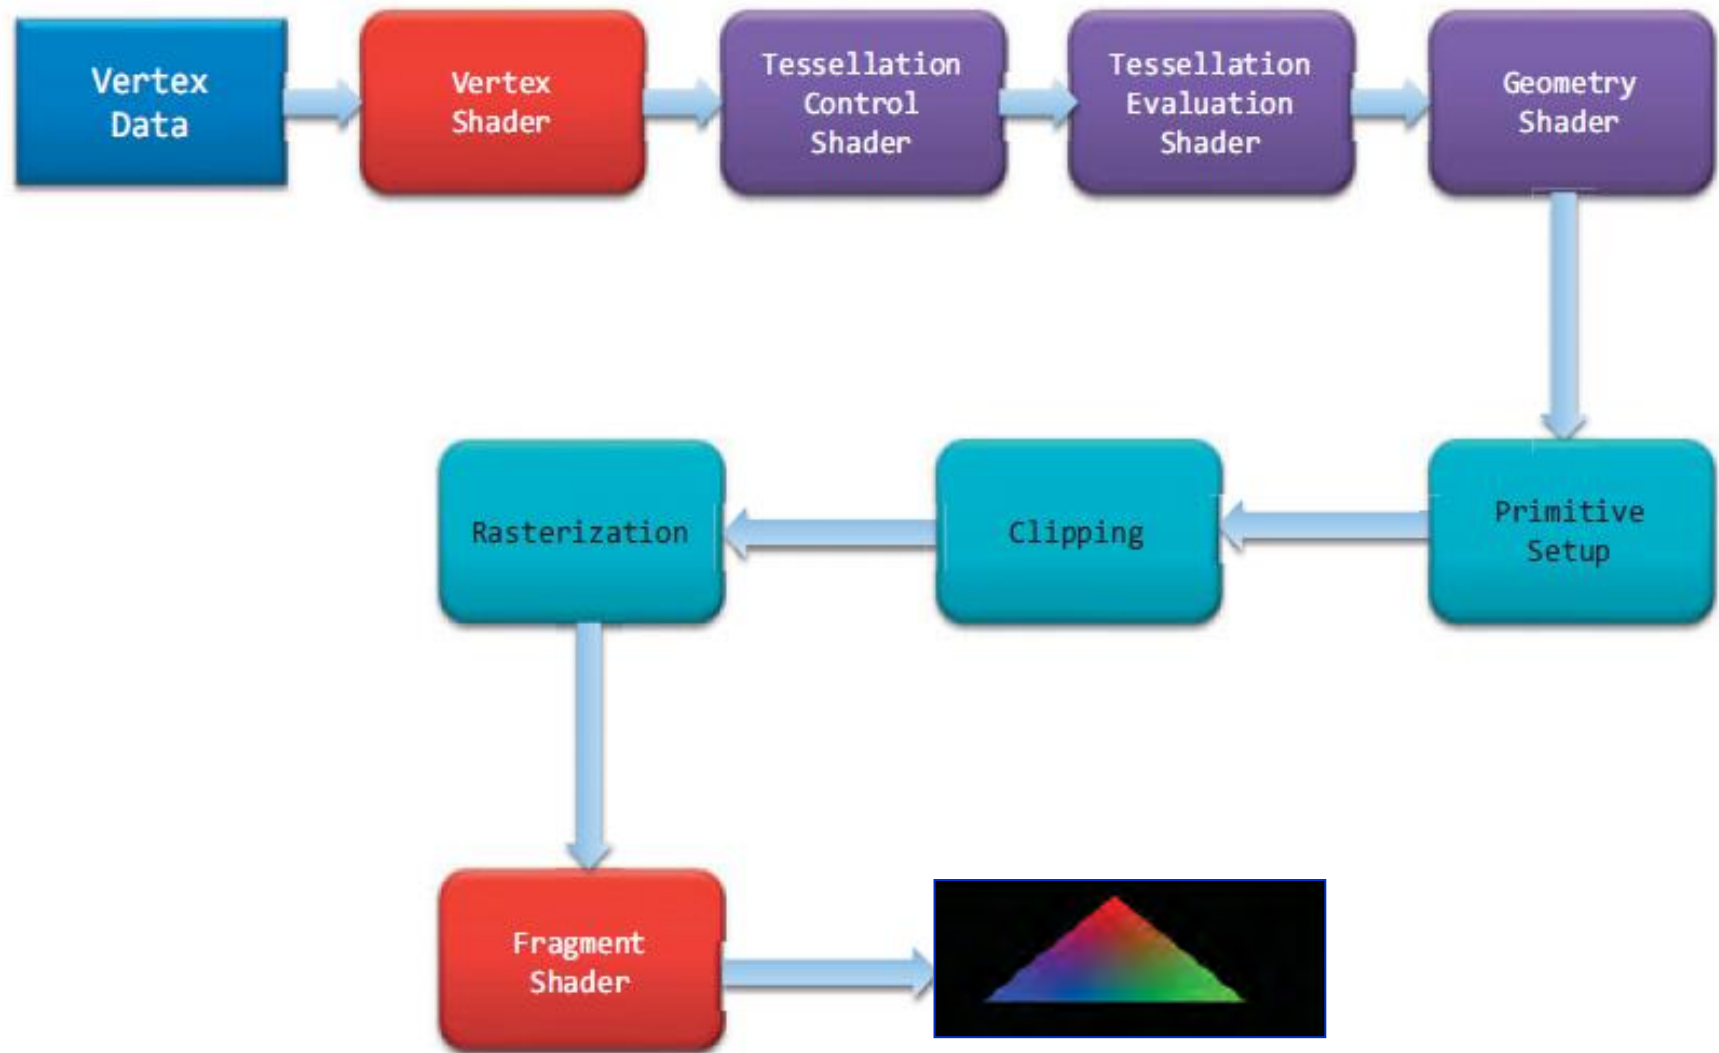 Vertex
Data
Vertex
Shader
Tessellation
Control
Shader
Tessellation
Evaluation
Shader
Geometry
Shader
Primitive
Setup
Clipping
Rasterization
Fragment
Shader